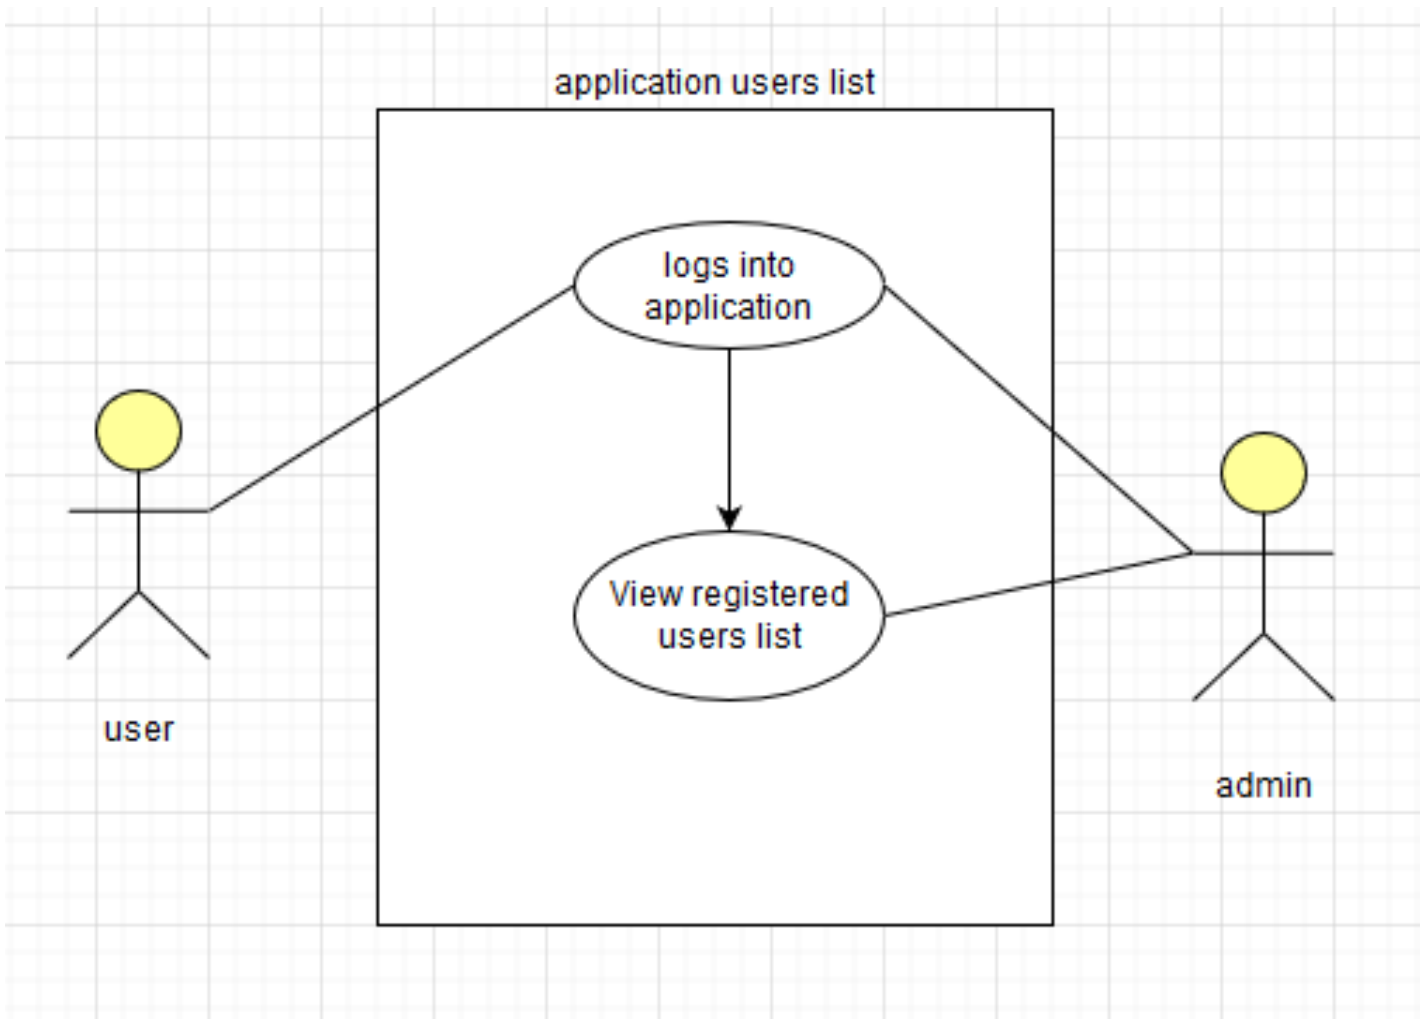 application users list
logs into
application
View registered
users list
user
admin